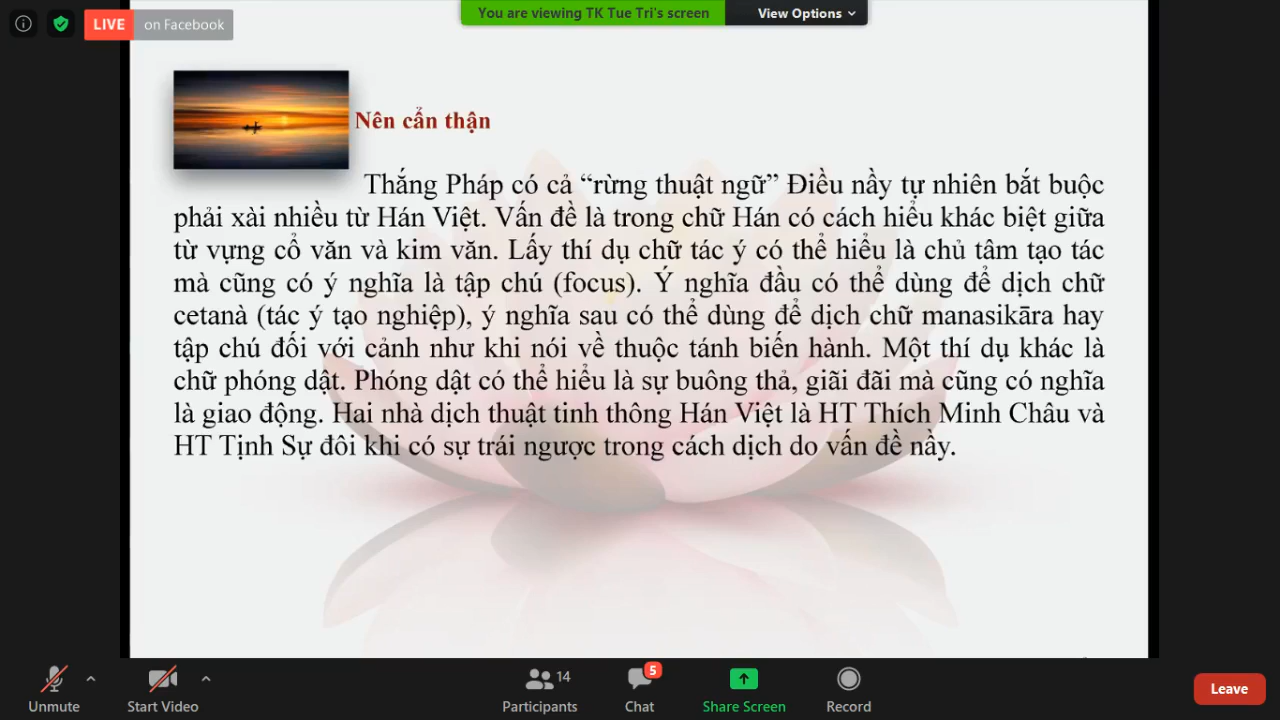 You are viewing TK Tue Tri's screen
View Options
LIVE on Facebook
Nên cẩn thận
Thắng Pháp có cả “rừng thuật ngữ” Điều nầy tự nhiên bắt buộc
phải xài nhiều từ Hán Việt. Vấn đề là trong chữ Hán có cách hiểu khác biệt giữa
từ vựng cổ văn và kim văn. Lấy thí dụ chữ tác ý có thể hiểu là chủ tâm tạo tác
mà cũng có ý nghĩa là tập chú (focus). Ý nghĩa đầu có thể dùng để dịch chữ
cetanà (tác ý tạo nghiệp), ý nghĩa sau có thể dùng để dịch chữ manasikāra hay
tập chú đối với cảnh như khi nói về thuộc tánh biến hành. Một thí dụ khác là
chữ phóng dật. Phóng dật có thể hiểu là sự buông thả, giãi đãi mà cũng có nghĩa
là giao động. Hai nhà dịch thuật tinh thông Hán Việt là HT Thích Minh Châu và
HT Tịnh Sự đôi khi có sự trái ngược trong cách dịch do vấn đề nầy.
Unmute
Start Video
14
Participants
5
Chat
Share Screen
Record
Leave